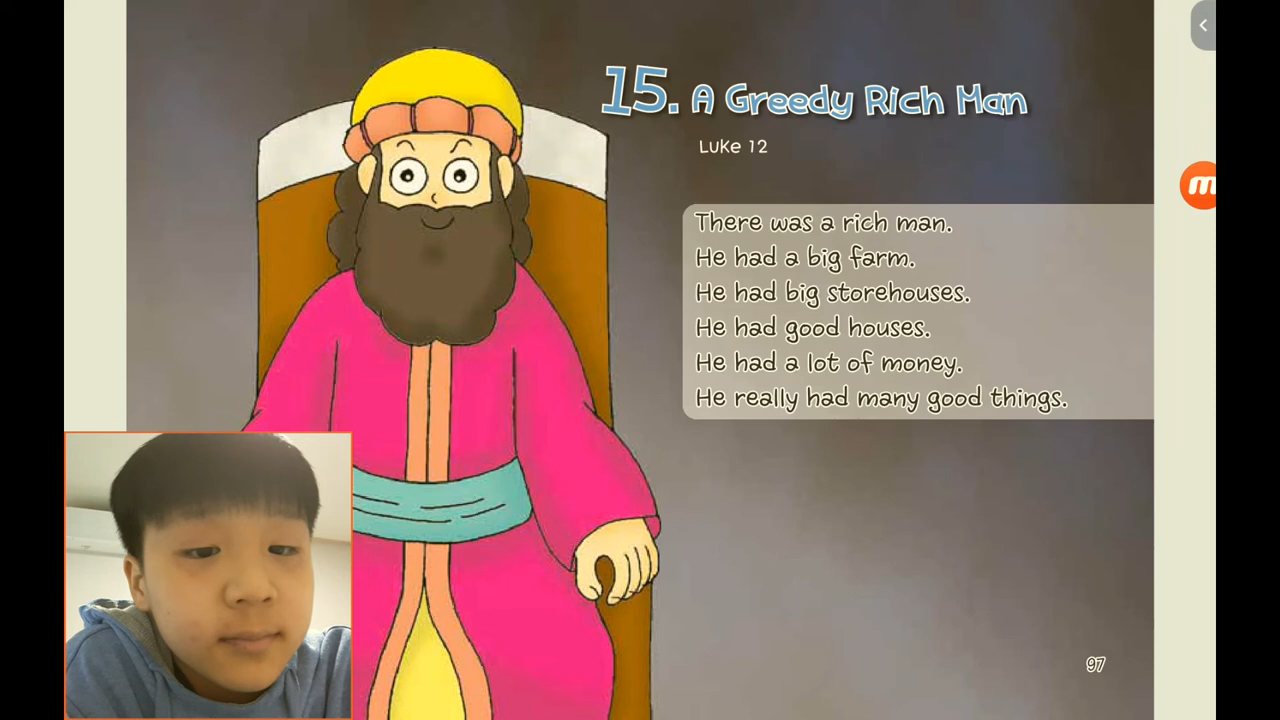 15. A Greedy Rich Man
Luke 12
There was a rich man.
He had a big farm.
He had big storehouses.
He had good houses.
He had a lot of money.
He really had many good things.
97